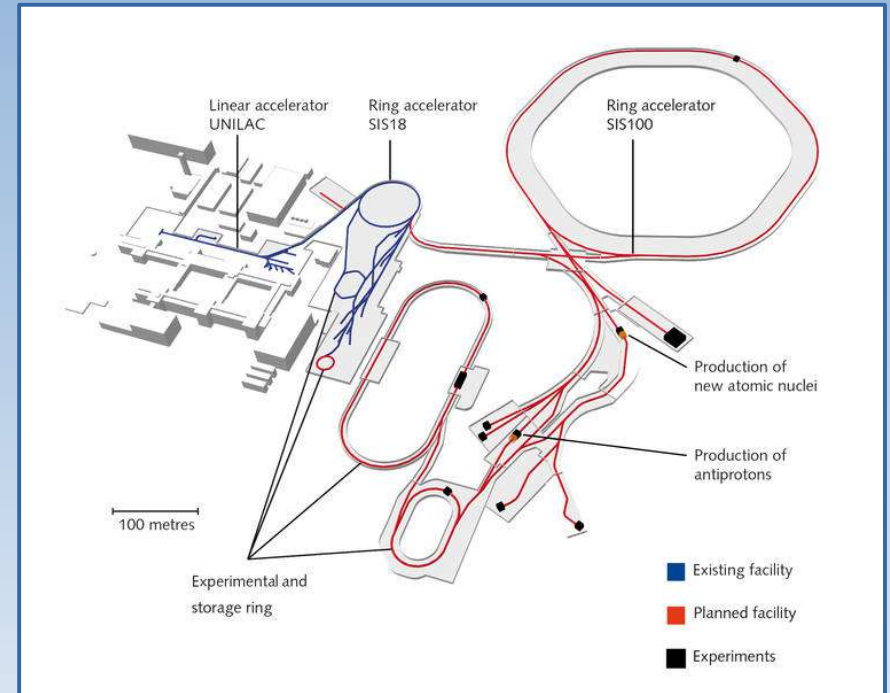 Linear accelerator
UNILAC
Ring accelerator
SIS18
Ring accelerator
SIS100
Production of
new atomic nuclei
Production of
antiprotons
100 metres
Experimental and
storage ring
Existing facility
Planned facility
Experiments